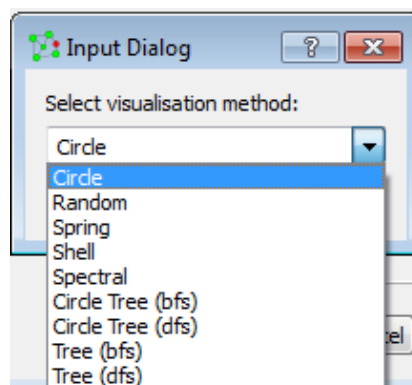 Input Dialog
?
Select visualisation method:
Circle
Circle
Random
Spring
Shell
Spectral
Circle Tree (bfs)
Circle Tree (dfs)
Tree (bfs)
Tree (dfs)